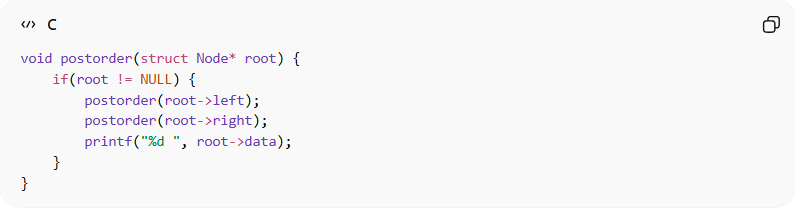 </> C
void postorder(struct Node* root) {
    if(root != NULL) {
        postorder(root->left);
        postorder(root->right);
        printf("%d ", root->data);
    }
}